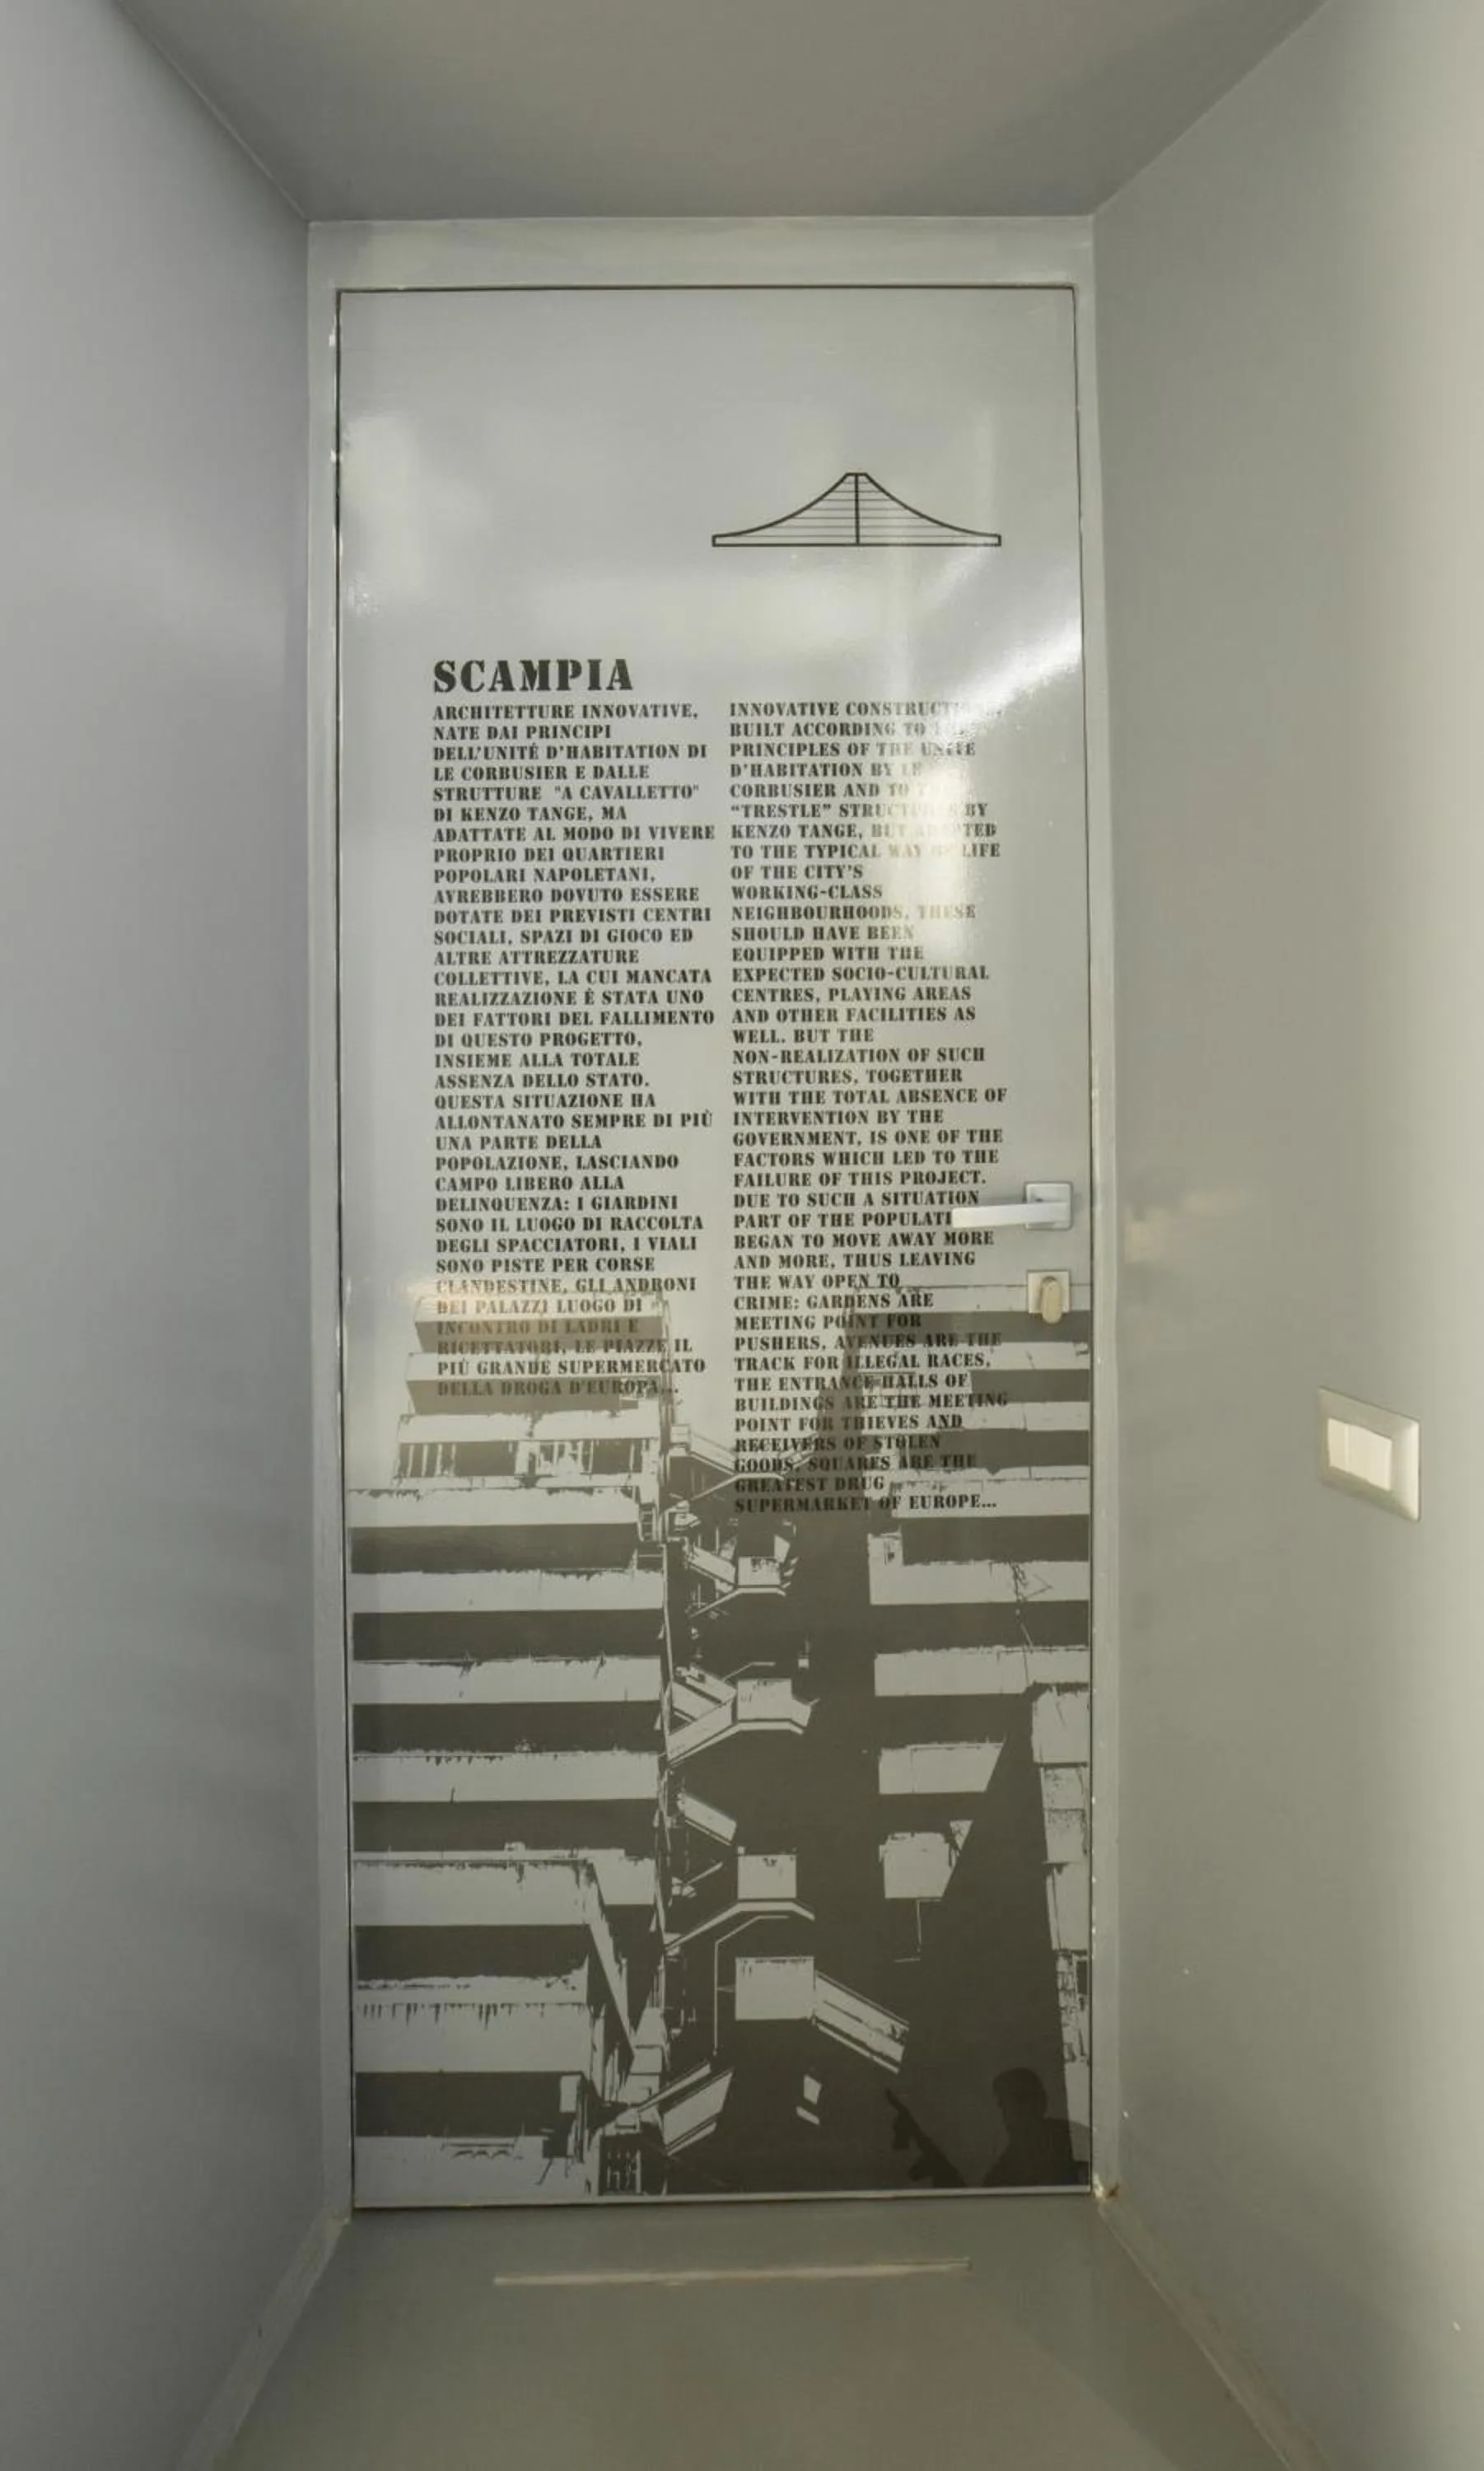 SCAMPIA
ARCHITETTURE INNOVATIVE,
NATE DAI PRINCIPI
DELL'UNITÉ D'HABITATION DI
LE CORBUSIER E DALLE
STRUTTURE "A CAVALLETTO"
DI KENZO TANGE, MA
ADATTATE AL MODO DI VIVERE
PROPRIO DEI QUARTIERI
POPOLARI NAPOLETANI,
AVREBBERO DOVUTO ESSERE
DOTATE DEI PREVISTI CENTRI
SOCIALI, SPAZI DI GIOCO ED
ALTRE ATTREZZATURE
COLLETTIVE, LA CUI MANCATA
REALIZZAZIONE È STATA UNO
DEI FATTORI DEL FALLIMENTO
DI QUESTO PROGETTO,
INSIEME ALLA TOTALE
ASSENZA DELLO STATO.
QUESTA SITUAZIONE HA
ALLONTANATO SEMPRE DI PIÙ
UNA PARTE DELLA
POPOLAZIONE, LASCIANDO
CAMPO LIBERO ALLA
DELINQUENZA: I GIARDINI
SONO IL LUOGO DI RACCOLTA
DEGLI SPACCIATORI, I VIALI
SONO PISTE PER CORSE
CLANDESTINE, GLI ANDRONI
DEI PALAZZI LUOGO DI
INCONTRO DI LADRI E
RICETTATORI, LE PIAZZE IL
PIÙ GRANDE SUPERMERCATO
DELLA DROGA D'EUROPA...
INNOVATIVE
BUILT ACCORDING TO
PRINCIPLES OF THE UNITÉ
D'HABITATION BY LE
CORBUSIER AND TO
"TRESTLE" BY
KENZO TANGE, BUT ADAPTED
TO THE TYPICAL WAY OF LIFE
OF THE CITY'S
WORKING-CLASS
NEIGHBOURHOODS, THESE
SHOULD HAVE BEEN
EQUIPPED WITH THE
EXPECTED SOCIO-CULTURAL
CENTRES, PLAYING AREAS
AND OTHER FACILITIES AS
WELL. BUT THE
NON-REALIZATION OF SUCH
STRUCTURES, TOGETHER
WITH THE TOTAL ABSENCE OF
INTERVENTION BY THE
GOVERNMENT, IS ONE OF THE
FACTORS WHICH LED TO THE
FAILURE OF THIS PROJECT.
DUE TO SUCH A SITUATION
PART OF THE
BEGAN TO MOVE AWAY MORE
AND MORE, THUS LEAVING
THE WAY OPEN TO
CRIME: GARDENS ARE
MEETING POINT FOR
PUSHERS, AVENUES ARE THE
TRACK FOR ILLEGAL RACES,
THE ENTRANCE HALLS OF
BUILDINGS ARE THE MEETING
POINT FOR THIEVES AND
RECEIVERS OF STOLEN
GOODS, SQUARES ARE THE
GREATEST DRUG
SUPERMARKET OF EUROPE...